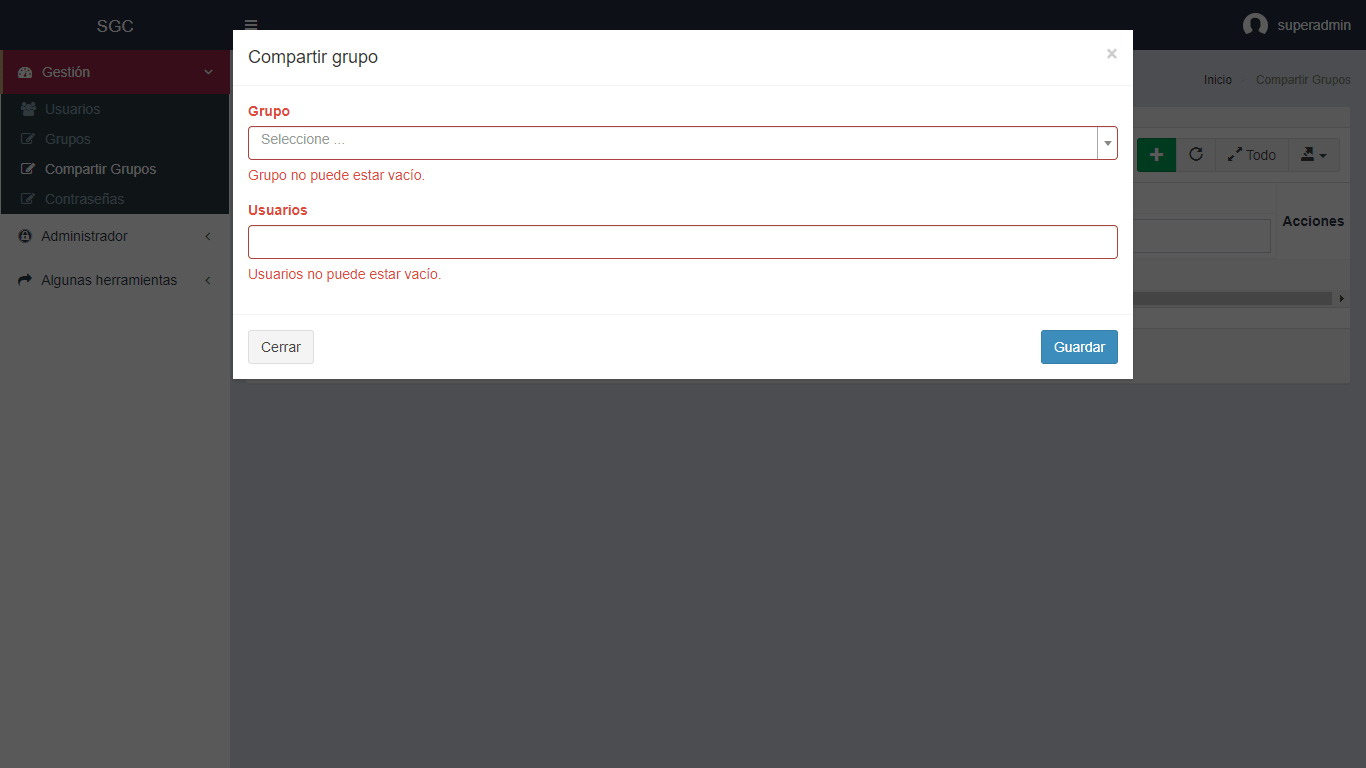 SGC
superadmin
Gestión
Usuarios
Grupos
Compartir Grupos
Contraseñas
Administrador
Algunas herramientas
Inicio
Compartir Grupos
Todo
Acciones
Compartir grupo
×
Grupo
Seleccione ...
Grupo no puede estar vacío.
Usuarios
Usuarios no puede estar vacío.
Cerrar
Guardar